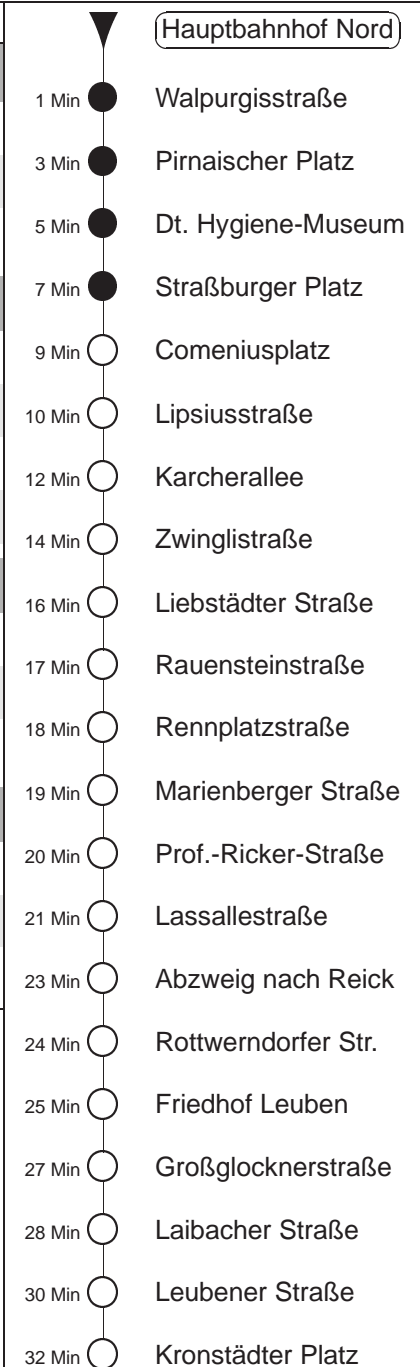 Hauptbahnhof Nord
1 Min Walpurgisstraße
3 Min Pirnaischer Platz
5 Min Dt. Hygiene-Museum
7 Min Straßburger Platz
9 Min Comeniusplatz
10 Min Lipsiusstraße
12 Min Karcherallee
14 Min Zwinglistraße
16 Min Liebstädter Straße
17 Min Rauensteinstraße
18 Min Rennplatzstraße
19 Min Marienberger Straße
20 Min Prof.-Ricker-Straße
21 Min Lassallestraße
23 Min Abzweig nach Reick
24 Min Rottwerndorfer Str.
25 Min Friedhof Leuben
27 Min Großglocknerstraße
28 Min Laibacher Straße
30 Min Leubener Straße
32 Min Kronstädter Platz